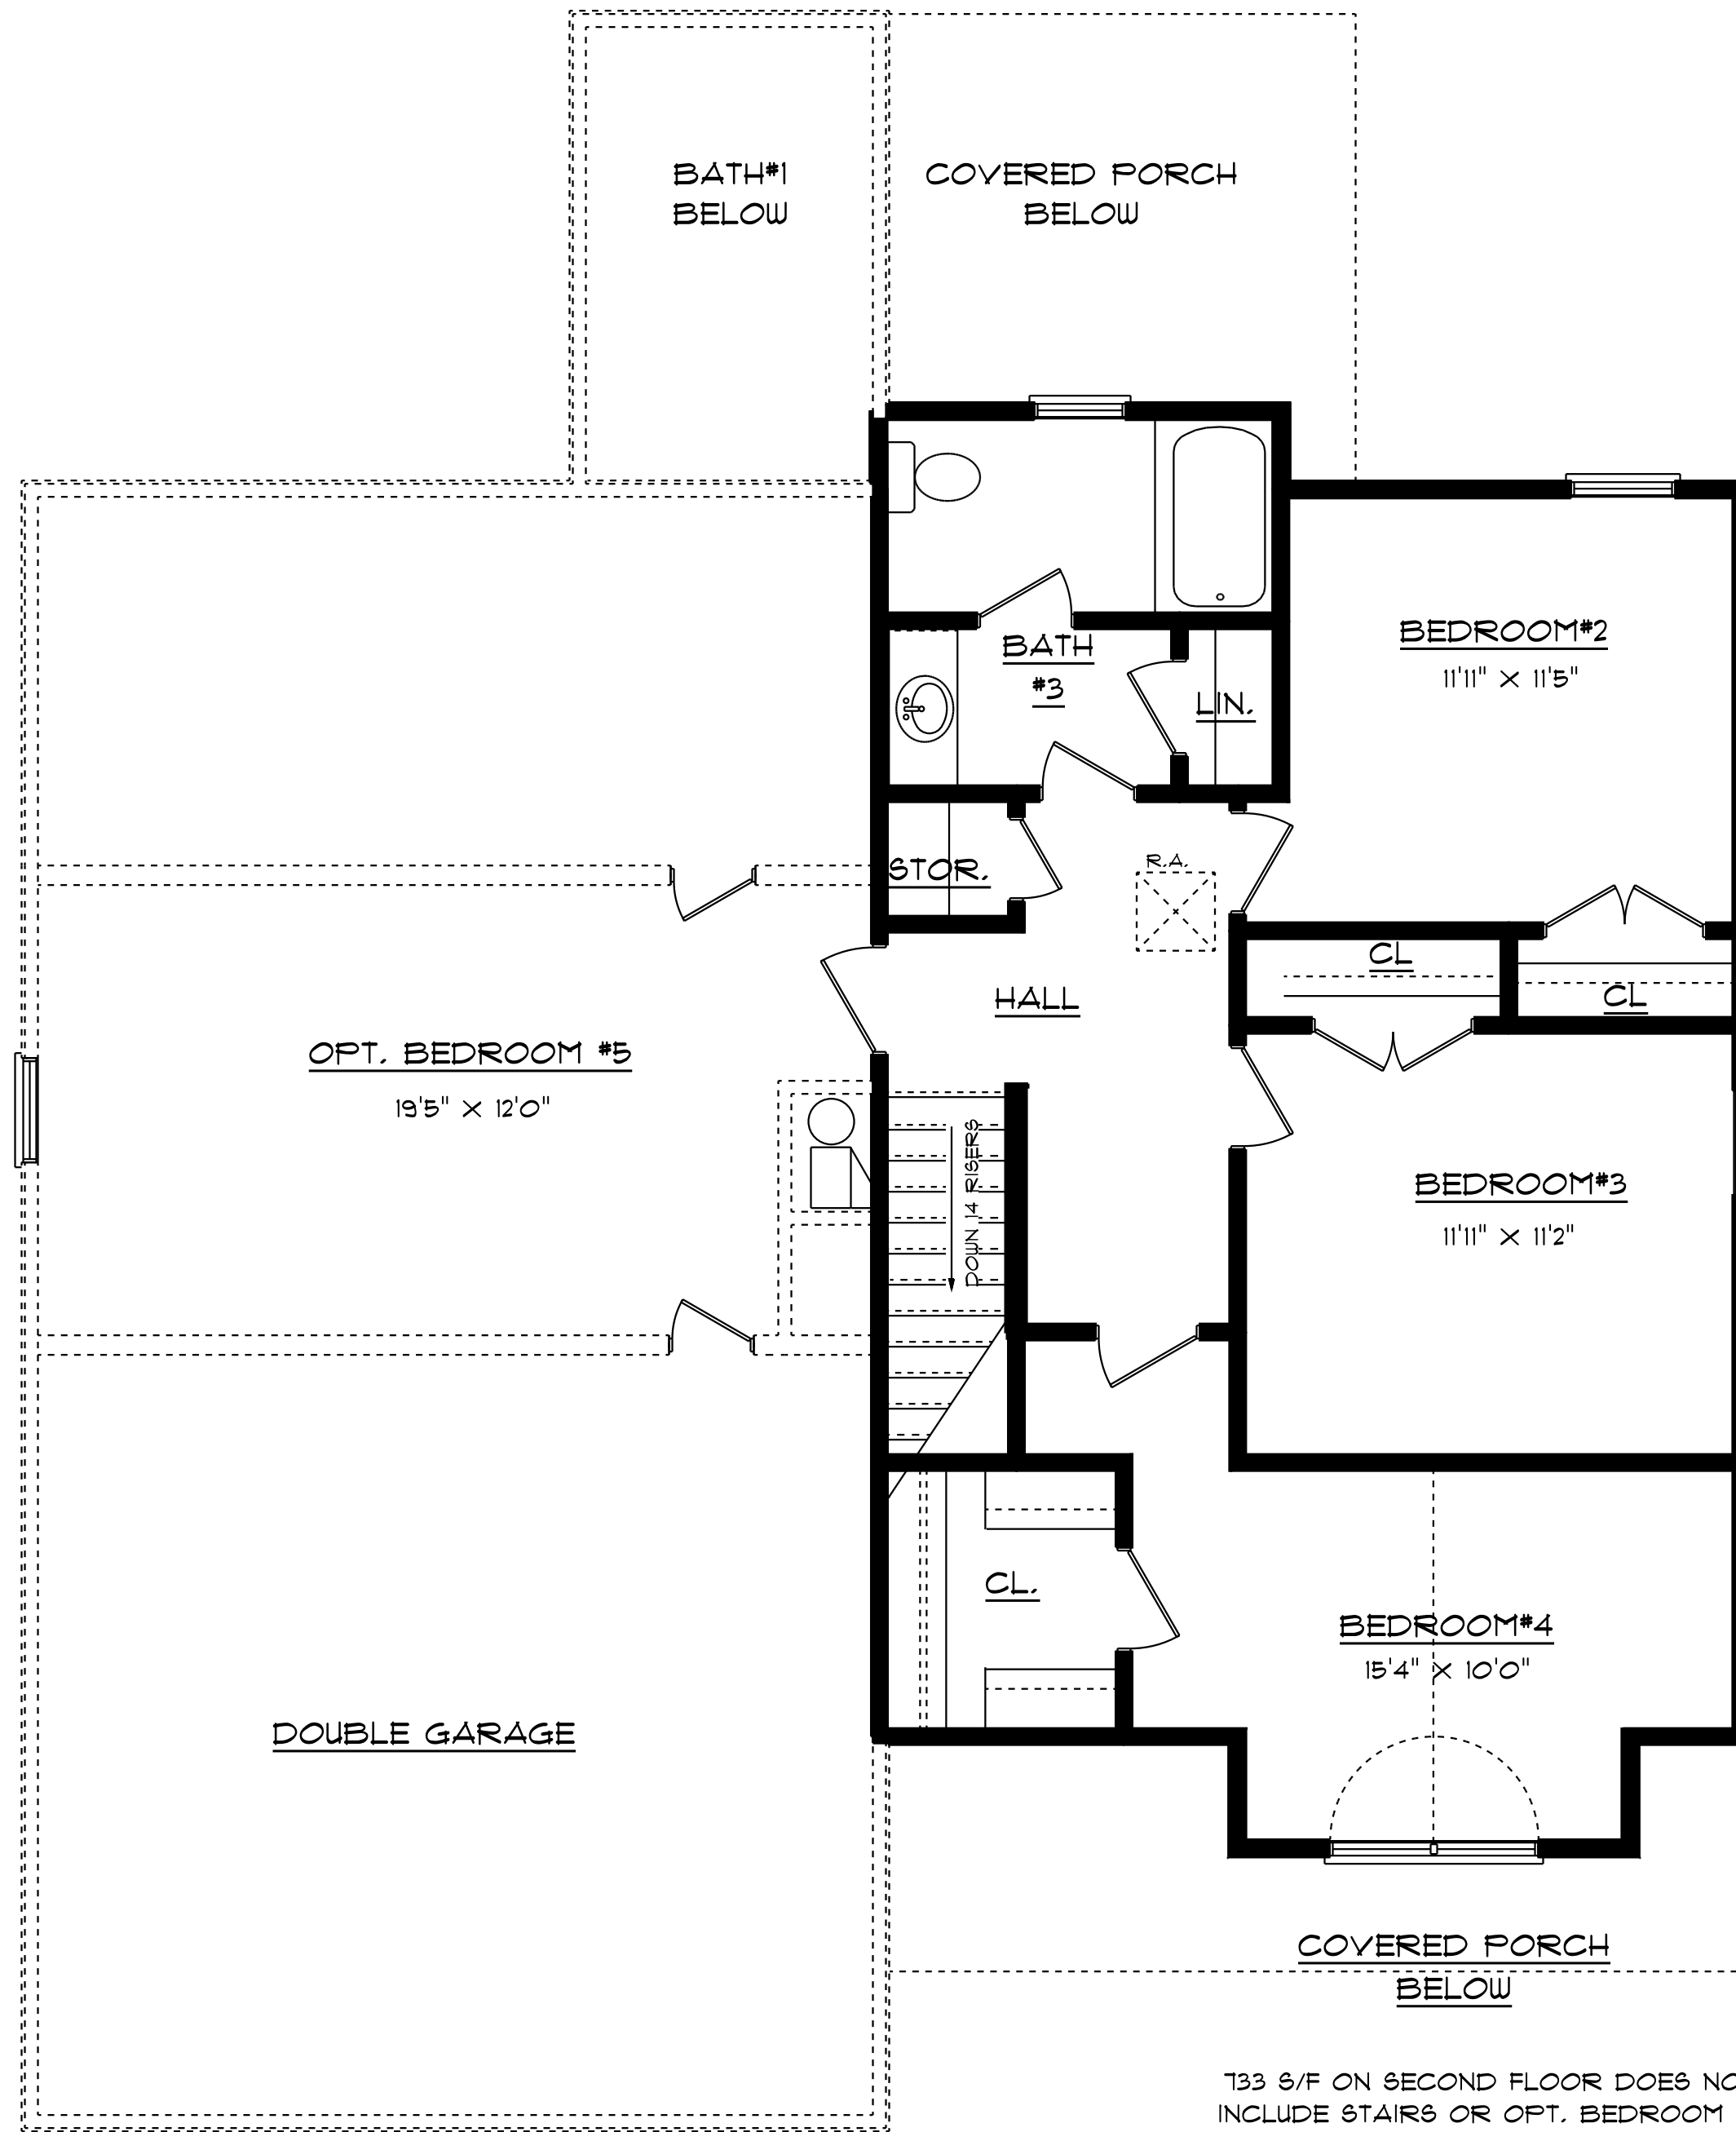 BATH#1
BELOW
COVERED PORCH
BELOW
BATH
#3
LIN.
BEDROOM#2
11'11" X 11'5"
STOR.
R.A.
CL
CL
HALL
OPT. BEDROOM #5
19'5" X 12'0"
DOWN 14 RISERS
BEDROOM#3
11'11" X 11'2"
CL.
BEDROOM#4
15'4" X 10'0"
DOUBLE GARAGE
COVERED PORCH
BELOW
733 S/F ON SECOND FLOOR DOES NO
INCLUDE STAIRS OR OPT. BEDROOM